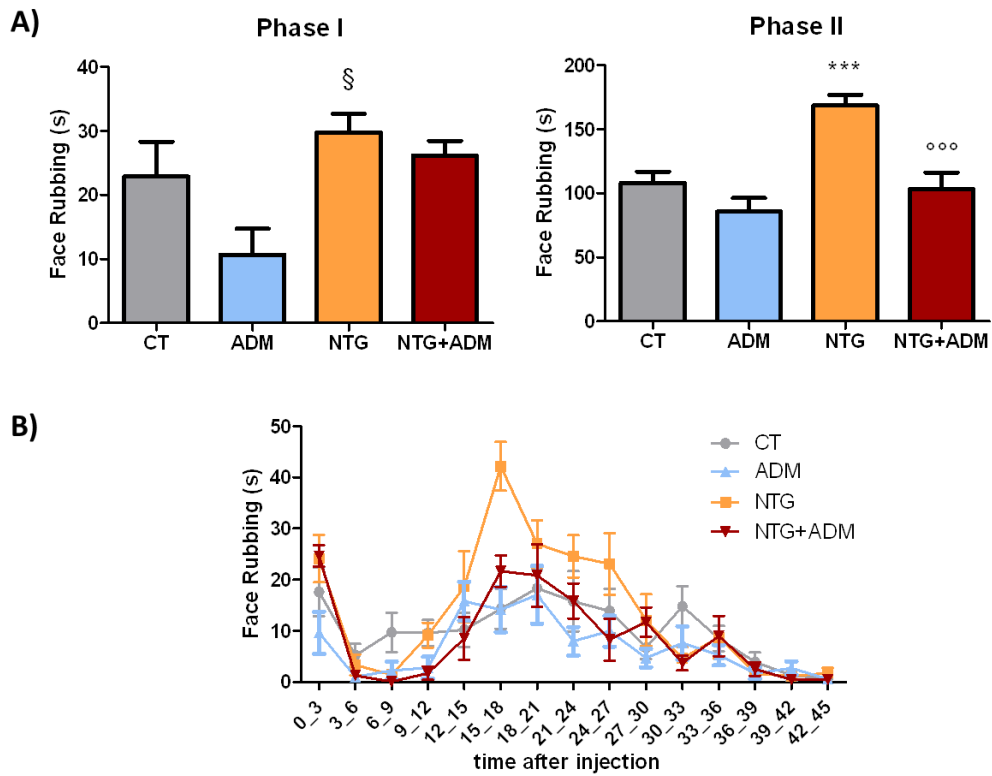 A)
Phase I
Face Rubbing (s)
40
30
20
10
0
§
CT ADM NTG NTG+ADM
Phase II
Face Rubbing (s)
200
150
100
50
0
***
°°°
CT ADM NTG NTG+ADM
B)
Face Rubbing (s)
50
40
30
20
10
0
CT
ADM
NTG
NTG+ADM
0_3 3_6 6_9 9_12 12_15 15_18 18_21 21_24 24_27 27_30 30_33 33_36 36_39 39_42 42_45
time after injection